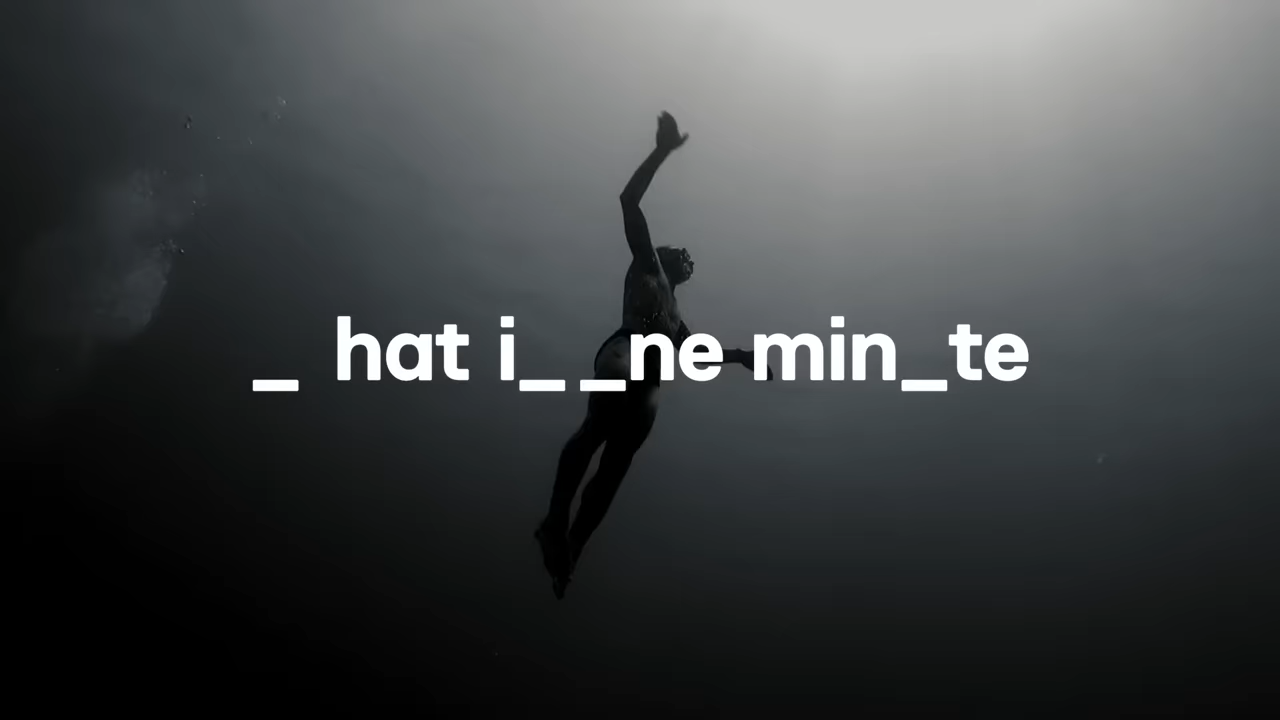 _ hat i_ _ne min_te